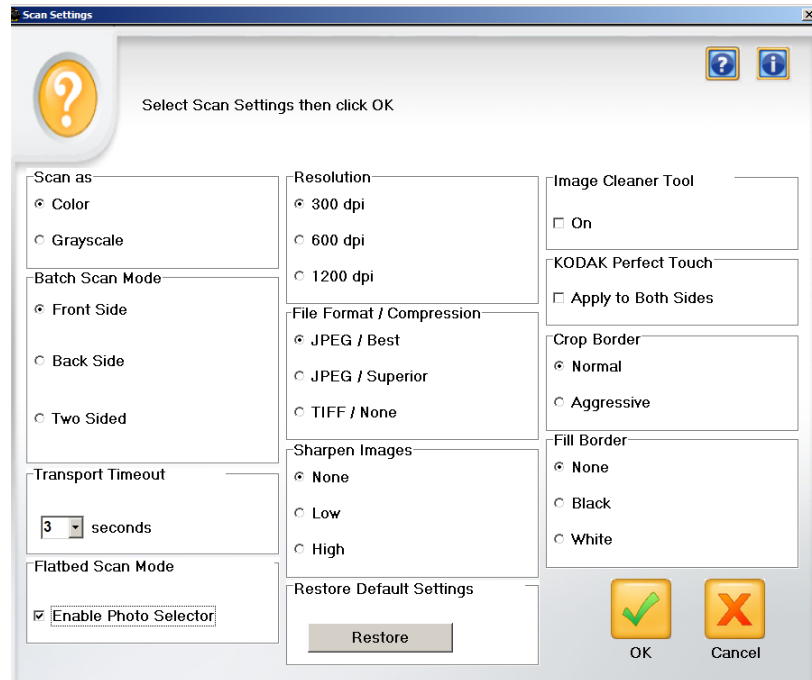 Scan Settings
Select Scan Settings then click OK
Scan as
Color
Grayscale
Batch Scan Mode
Front Side
Back Side
Two Sided
Transport Timeout
3 seconds
Flatbed Scan Mode
Enable Photo Selector
Resolution
300 dpi
600 dpi
1200 dpi
File Format / Compression
JPEG / Best
JPEG / Superior
TIFF / None
Sharpen Images
None
Low
High
Restore Default Settings
Restore
Image Cleaner Tool
On
KODAK Perfect Touch
Apply to Both Sides
Crop Border
Normal
Aggressive
Fill Border
None
Black
White
OK
Cancel